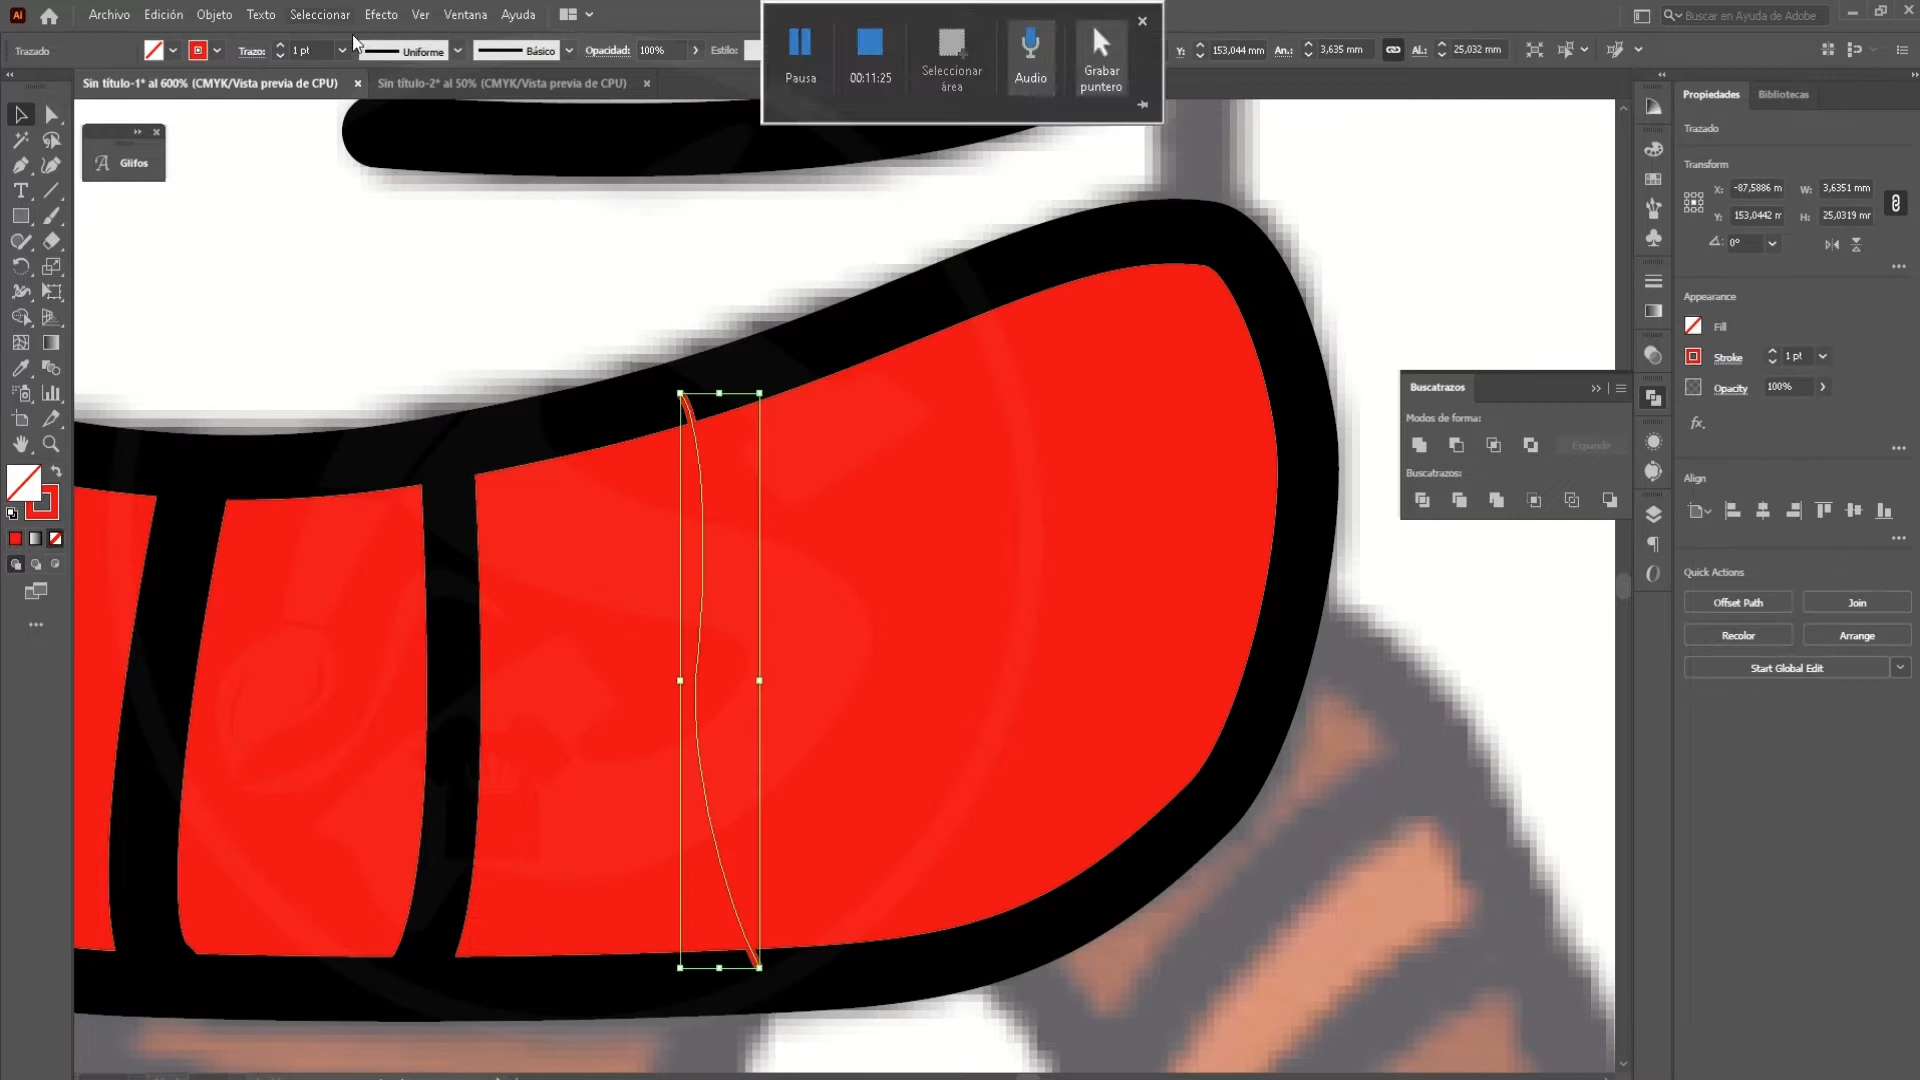 Archivo Edición Objeto Texto Seleccionar Efecto Ver Ventana Ayuda
Buscar en Ayuda de Adobe
Trazado Trazo: 1 pt Uniforme Básico Opacidad: 100% Estilo: Y: 153,044 mm An.: 3,635 mm Al.: 25,032 mm
Pausa 00:11:25 Seleccionar área Audio Grabar puntero
Sin título-1* al 600% (CMYK/Vista previa de CPU) × Sin título-2* al 50% (CMYK/Vista previa de CPU) ×
Glifos
Propiedades Bibliotecas
Trazado
Transform
X: -87,5886 m W: 3,6351 mm
Y: 153,0442 m H: 25,0319 mr
0°
Appearance
Fill
Stroke 1 pt
Opacity 100%
fx.
Buscatrazos
Modos de forma:
Expandir
Buscatrazos:
Align
Quick Actions
Offset Path Join
Recolor Arrange
Start Global Edit